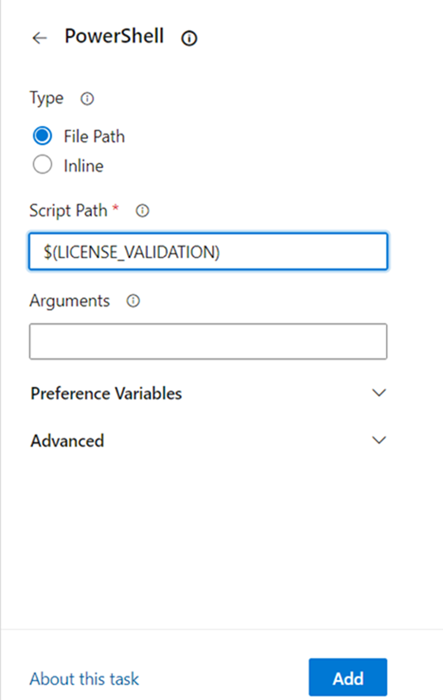 PowerShell
Type
File Path
Inline
Script Path *
$(LICENSE_VALIDATION)
Arguments
Preference Variables
Advanced
About this task
Add